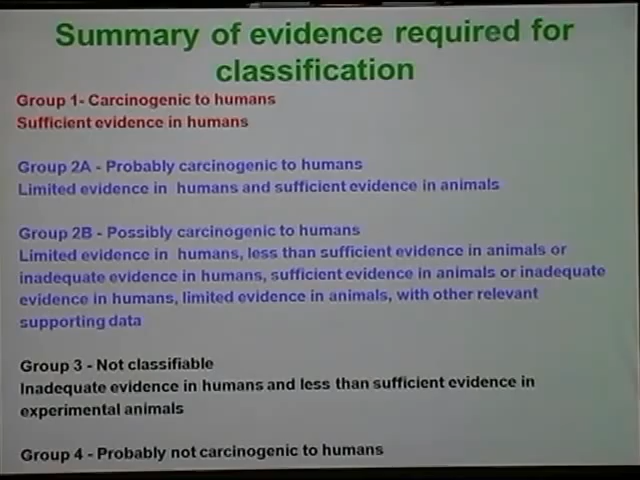 Summary of evidence required for
classification
Group 1- Carcinogenic to humans
Sufficient evidence in humans
Group 2A - Probably carcinogenic to humans
Limited evidence in humans and sufficient evidence in animals
Group 2B - Possibly carcinogenic to humans
Limited evidence in humans, less than sufficient evidence in animals or
inadequate evidence in humans, sufficient evidence in animals or inadequate
evidence in humans, limited evidence in animals, with other relevant
supporting data
Group 3 - Not classifiable
Inadequate evidence in humans and less than sufficient evidence in
experimental animals
Group 4 - Probably not carcinogenic to humans